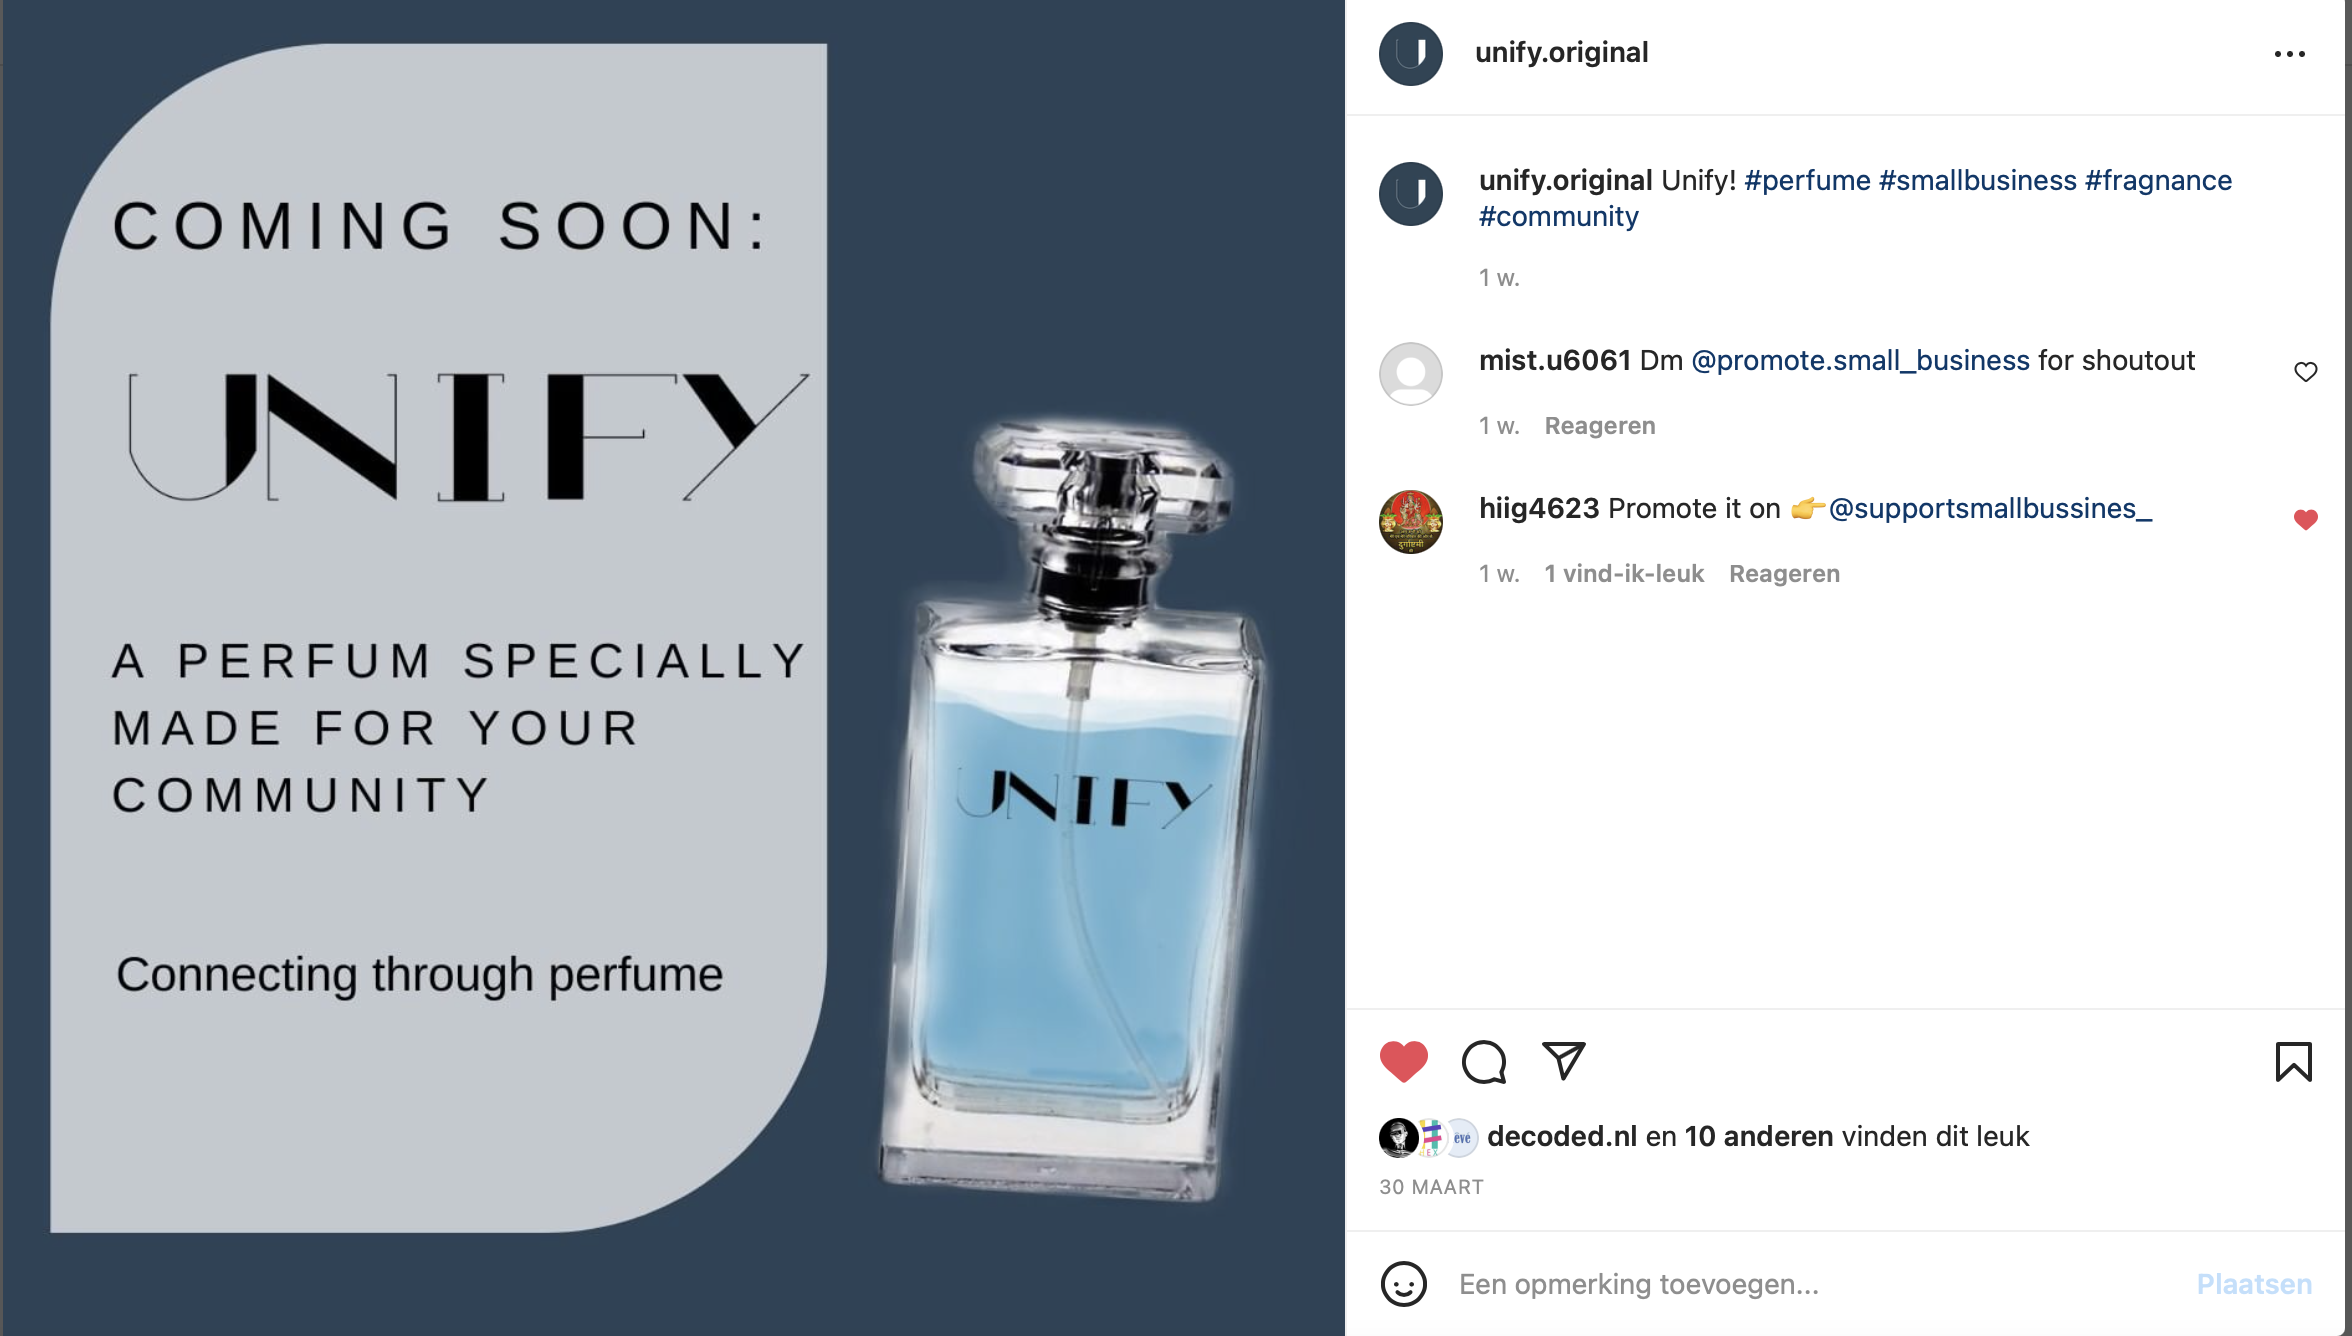 COMING SOON:
UNIFY
A PERFUM SPECIALLY
MADE FOR YOUR
COMMUNITY
Connecting through perfume
UNIFY
U
unify.original
U
unify.original Unify! #perfume #smallbusiness #fragnance
#community
1 w.
mist.u6061 Dm @promote.small_business for shoutout
1 w. Reageren
hiig4623 Promote it on 👉@supportsmallbussines_
1 w. 1 vind-ik-leuk Reageren
decoded.nl en 10 anderen vinden dit leuk
30 MAART
Een opmerking toevoegen...
Plaatsen